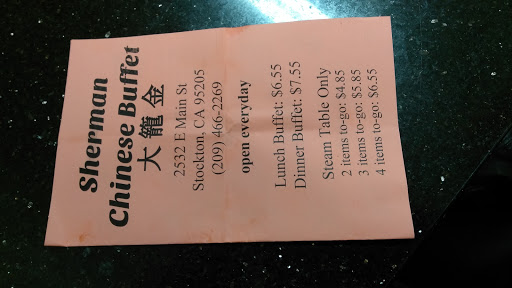 Sherman
Chinese Buffet
大籠金
2532 E Main St
Stockton, CA 95205
(209) 466-2269
open everyday
Lunch Buffet: $6.55
Dinner Buffet: $7.55
Steam Table Only
2 items to-go: $4.85
3 items to-go: $5.85
4 items to-go: $6.55